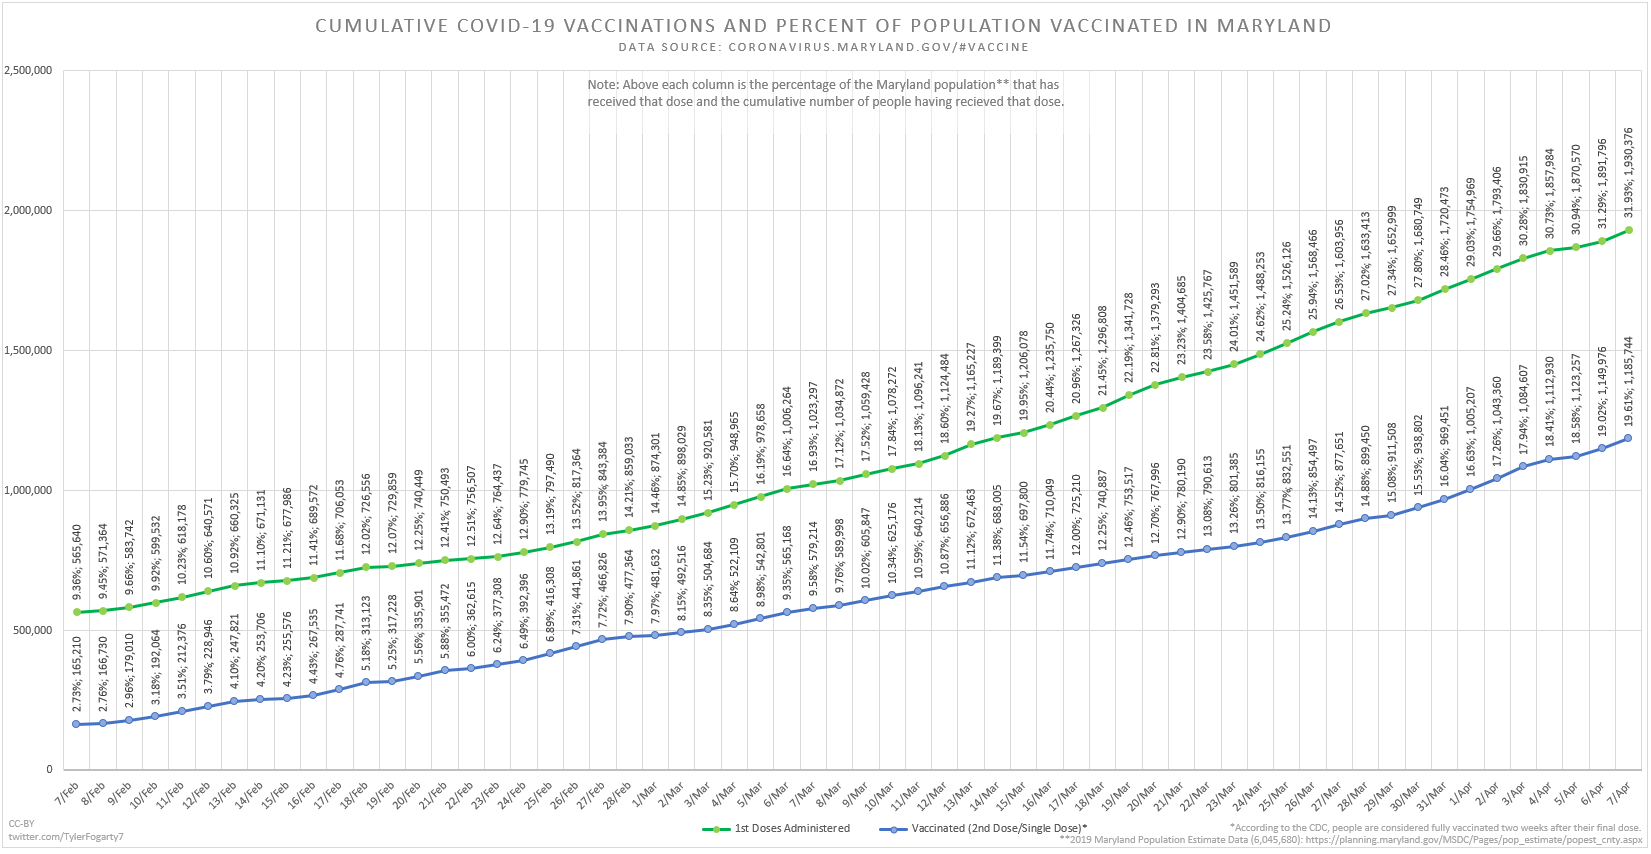 CUMULATIVE COVID-19 VACCINATIONS AND PERCENT OF POPULATION VACCINATED IN MARYLAND
DATA SOURCE: CORONAVIRUS.MARYLAND.GOV/#VACCINE
Note: Above each column is the percentage of the Maryland population** that has
received that dose and the cumulative number of people having recieved that dose.
2,500,000
2,000,000
1,500,000
1,000,000
500,000
0
9.36%; 565,640
9.45%; 571,364
9.66%; 583,742
9.92%; 599,532
10.23% 618,178
10.60%; 640,571
10.92%; 660,325
11.10%; 671,131
11.21%; 677,986
11.41%; 689,572
11.68%; 706,053
12.02%; 726,556
12.07%; 729,859
12.25%; 740,449
12.41%; 750,493
12.51%; 756,507
12.64%; 764,437
12.90%; 779,745
13.19%; 797,490
13.52%; 817,364
13.95%; 843,384
14.21%; 859,033
14.46%; 874,301
14.85%; 898,029
15.23%; 920,581
15.70%; 948,965
16.19%; 978,658
16.64%; 1,006,264
16.93%; 1,023,297
17.12%; 1,034,872
17.52%; 1,059,428
17.84%; 1,078,272
18.13%; 1,096,241
18.60%; 1,124,484
19.27%; 1,165,227
19.67%; 1,189,399
19.95%; 1,206,078
20.44%; 1,235,750
20.96%; 1,267,326
21.45%; 1,296,808
22.19%; 1,341,728
22.81%; 1,379,293
23.23%; 1,404,685
23.58%; 1,425,767
24.01%; 1,451,589
24.62%; 1,488,253
25.24% 1,526,126
25.94%; 1,568,466
26.53%; 1,603,956
27.02%; 1,633,413
27.34%; 1,652,999
27.80%; 1,680,749
28.46%; 1,720,473
29.03%; 1,754,969
29.66%; 1,793,406
30.28%; 1,830,915
30.73%; 1,857,984
30.94%; 1,870,570
31.29%; 1,891,796
31.93%; 1,930,376
2.73%; 165,210
2.76%; 166,730
2.96%; 179,010
3.18%; 192,064
3.51%; 212,376
3.79%; 228,946
4.10%; 247,821
4.20%; 253,706
4.23%; 255,576
4.43%; 267,535
4.76%; 287,741
5.18%; 313,123
5.25%; 317,228
5.56%; 335,901
5.88%; 355,472
6.00%; 362,615
6.24%; 377,308
6.49%; 392,396
6.89%; 416,308
7.31%; 441,861
7.72%; 466,826
7.90%; 477,364
7.97%; 481,632
8.15%; 492,516
8.35%; 504,684
8.64%; 522,109
8.98%; 542,801
9.35%; 565,168
9.58%; 579,214
9.76%; 589,998
10.02%; 605,847
10.34%; 625,176
10.59%; 640,214
10.87%; 656,886
11.12%; 672,463
11.38%; 688,005
11.54%; 697,800
11.74%; 710,049
12.00%; 725,210
12.25%; 740,887
12.46%; 753,517
12.70%; 767,996
12.90%; 780,190
13.08%; 790,613
13.26%; 801,385
13.50%; 816,155
13.77%; 832,551
14.13%; 854,497
14.52%; 877,651
14.88%; 899,450
15.08%; 911,508
15.53%; 938,802
16.04%; 969,451
16.63%; 1,005,207
17.26%; 1,043,360
17.94%; 1,084,607
18.41%; 1,112,930
18.58%; 1,123,257
19.02%; 1,149,976
19.61%; 1,185,744
7/Feb
8/Feb
9/Feb
10/Feb
11/Feb
12/Feb
13/Feb
14/Feb
15/Feb
16/Feb
17/Feb
18/Feb
19/Feb
20/Feb
21/Feb
22/Feb
23/Feb
24/Feb
25/Feb
26/Feb
27/Feb
28/Feb
1/Mar
2/Mar
3/Mar
4/Mar
5/Mar
6/Mar
7/Mar
8/Mar
9/Mar
10/Mar
11/Mar
12/Mar
13/Mar
14/Mar
15/Mar
16/Mar
17/Mar
18/Mar
19/Mar
20/Mar
21/Mar
22/Mar
23/Mar
24/Mar
25/Mar
26/Mar
27/Mar
28/Mar
29/Mar
30/Mar
31/Mar
1/Apr
2/Apr
3/Apr
4/Apr
5/Apr
6/Apr
7/Apr
1st Doses Administered
Vaccinated (2nd Dose/Single Dose)*
CC-BY
twitter.com/TylerFogarty7
*According to the CDC, people are considered fully vaccinated two weeks after their final dose.
**2019 Maryland Population Estimate Data (6,045,680): https://planning.maryland.gov/MSDC/Pages/pop_estimate/popest_cnty.aspx